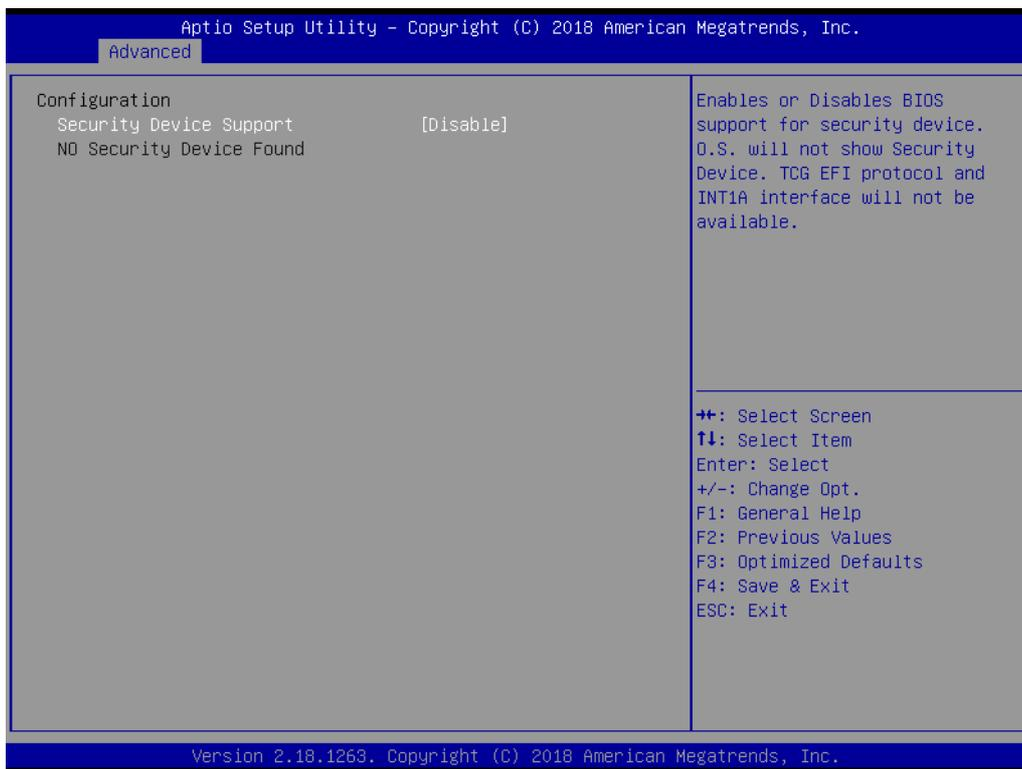 Aptio Setup Utility – Copyright (C) 2018 American Megatrends, Inc.
Advanced
Configuration
Security Device Support [Disable]
NO Security Device Found
Enables or Disables BIOS
support for security device.
O.S. will not show Security
Device. TCG EFI protocol and
INT1A interface will not be
available.
→←: Select Screen
↑↓: Select Item
Enter: Select
+/-: Change Opt.
F1: General Help
F2: Previous Values
F3: Optimized Defaults
F4: Save & Exit
ESC: Exit
Version 2.18.1263. Copyright (C) 2018 American Megatrends, Inc.